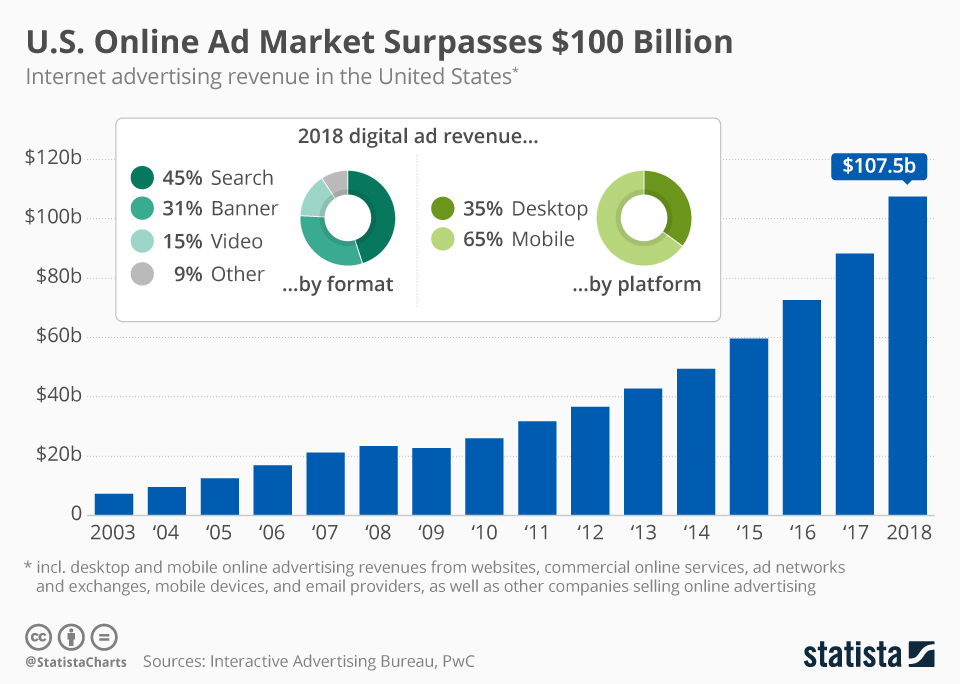 U.S. Online Ad Market Surpasses $100 Billion
Internet advertising revenue in the United States*
2018 digital ad revenue...
45% Search
31% Banner
15% Video
9% Other
...by format
35% Desktop
65% Mobile
...by platform
$107.5b
$120b
$100b
$80b
$60b
$40b
$20b
0
2003 ‘04 ‘05 ‘06 ‘07 ‘08 ‘09 ‘10 ‘11 ‘12 ‘13 ‘14 ‘15 ‘16 ‘17 2018
* incl. desktop and mobile online advertising revenues from websites, commercial online services, ad networks
and exchanges, mobile devices, and email providers, as well as other companies selling online advertising
cc
@StatistaCharts Sources: Interactive Advertising Bureau, PwC
statista